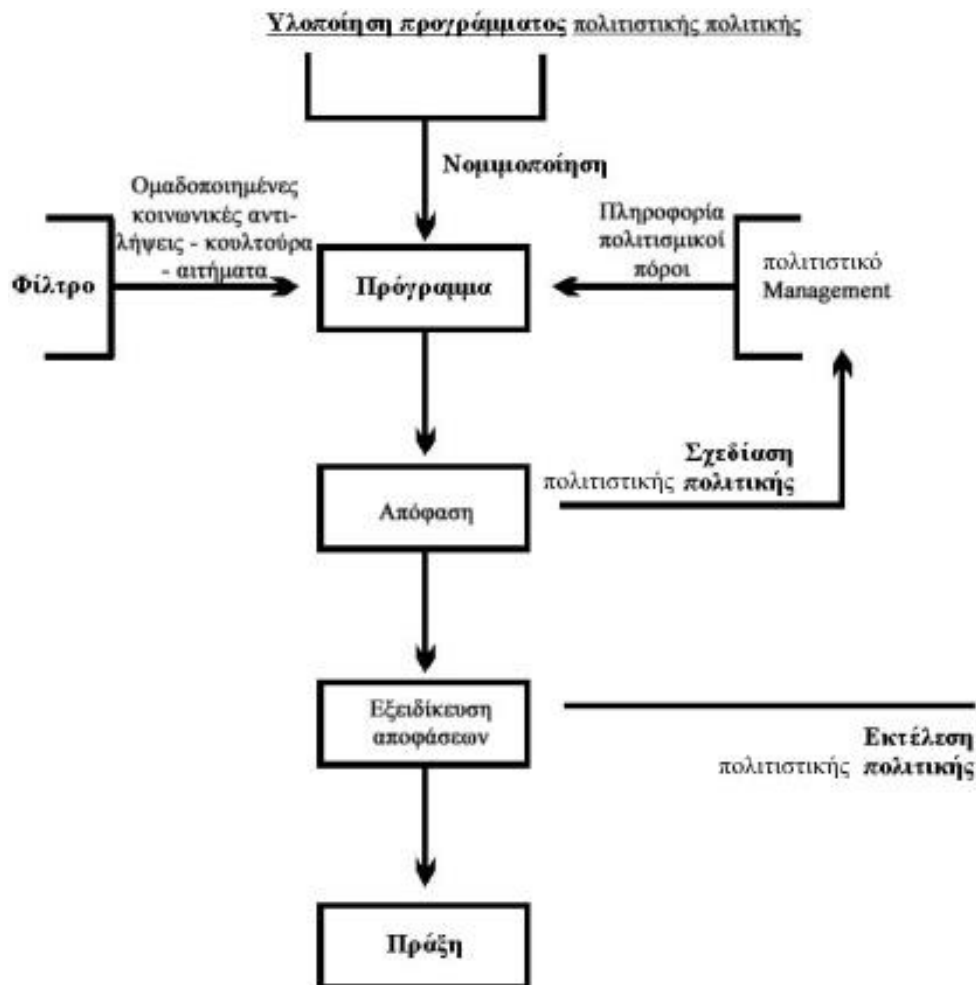 Υλοποίηση προγράμματος πολιτιστικής πολιτικής
Νομιμοποίηση
Ομαδοποιημένες
κοινωνικές αντι-
λήψεις - κουλτούρα
- αιτήματα
Φίλτρο
Πρόγραμμα
Πληροφορία
πολιτισμικοί
πόροι
πολιτιστικό
Management
Σχεδίαση
πολιτιστικής πολιτικής
Απόφαση
Εξειδίκευση
αποφάσεων
Εκτέλεση
πολιτιστικής πολιτικής
Πράξη